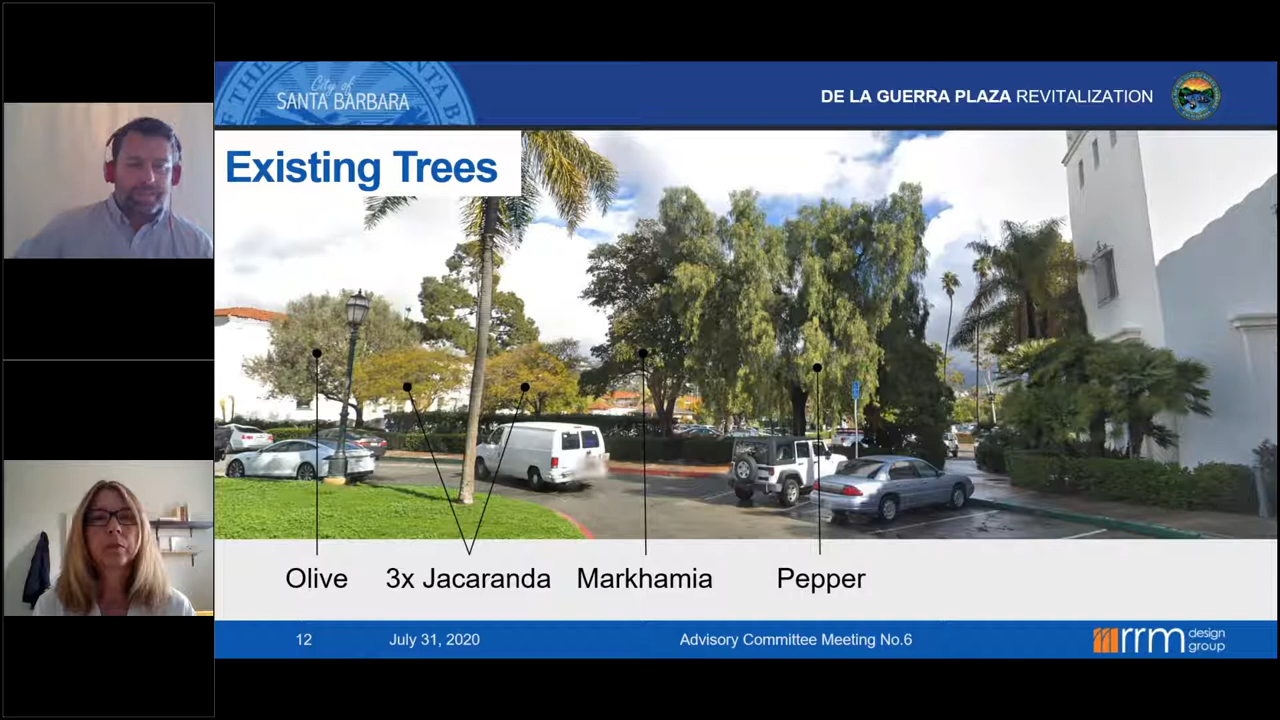 City of
SANTA BARBARA
DE LA GUERRA PLAZA REVITALIZATION
Existing Trees
Olive
3x Jacaranda
Markhamia
Pepper
12
July 31, 2020
Advisory Committee Meeting No.6
rrm design
group